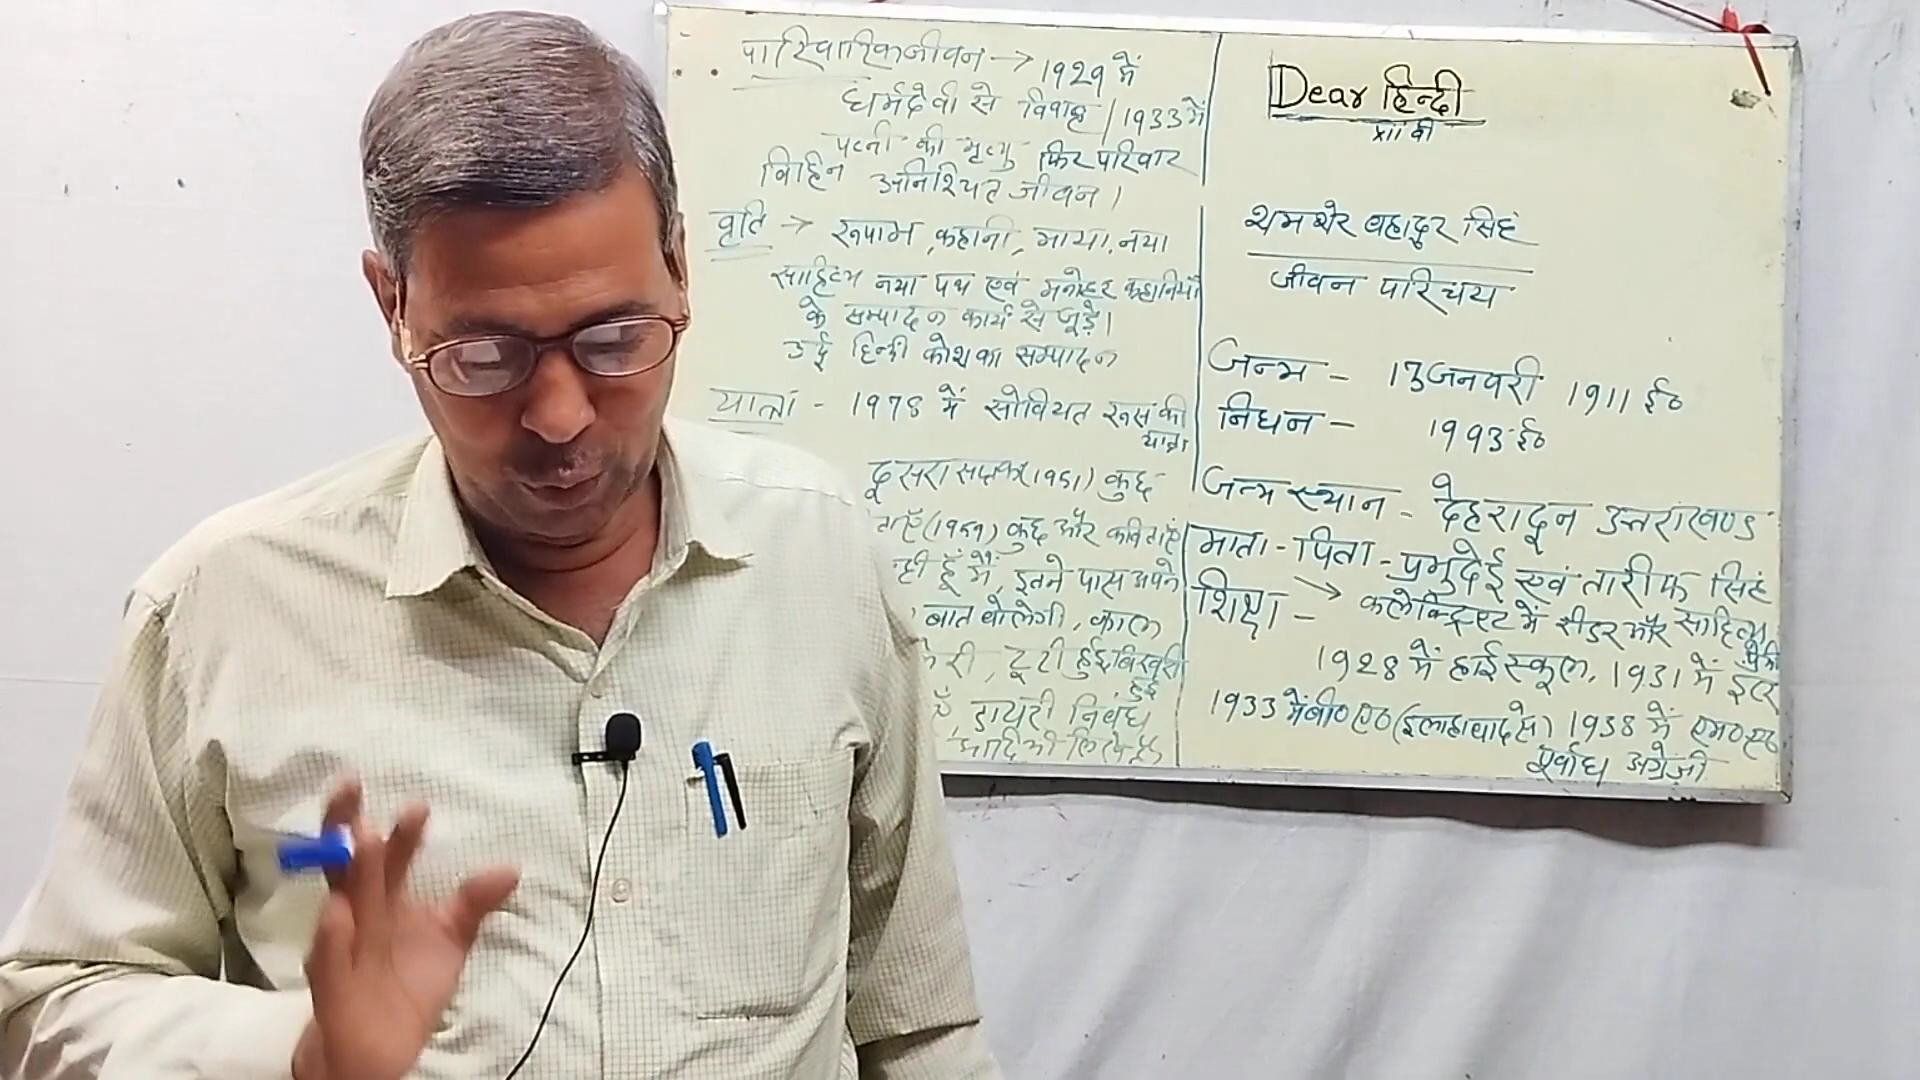 Dear हिन्दी
XII वी
शमशेर बहादुर सिहं
जीवन परिचय
जन्म - 13 जनवरी 1911 ई०
निधन - 1993 ई०
जन्म स्थान - देहरादून उत्तराखण्ड
माता - पिता - प्रभुदेई एवं तारीफ सिहं
कलेक्ट्रिएट में रीडर और साहित्य प्रेमी
शिक्षा -
1928 में हाई स्कूल, 1931 में इंटर
1933 में बी० ए० (इलाहाबाद से) 1938 में एम० ए०
पूर्वार्ध अंग्रेजी
पारिवारिक जीवन → 1929 में
धर्मदेवी से विवाह / 1933 में
पत्नी की मृत्यु फिर परिवार
विहिन अनिश्चित जीवन।
वृति → रूपाभ, कहानी, माया, नया
साहित्य नया पथ एवं मनोहर कहानियाँ
के सम्पादन कार्य से जूड़े।
उर्दू हिन्दी कोश का सम्पादन
यात्रा - 1978 में सोवियत रूस की
यात्रा
दूसरा सप्तक (1951) कुछ
(1959) कुछ और कविताएं
हूँ मैं, इतने पास अपने
बात बोलेगी, काल
री, टूटी हुई बिखरी
हुई
डायरी निबंध
आदि भी लिखे हैं